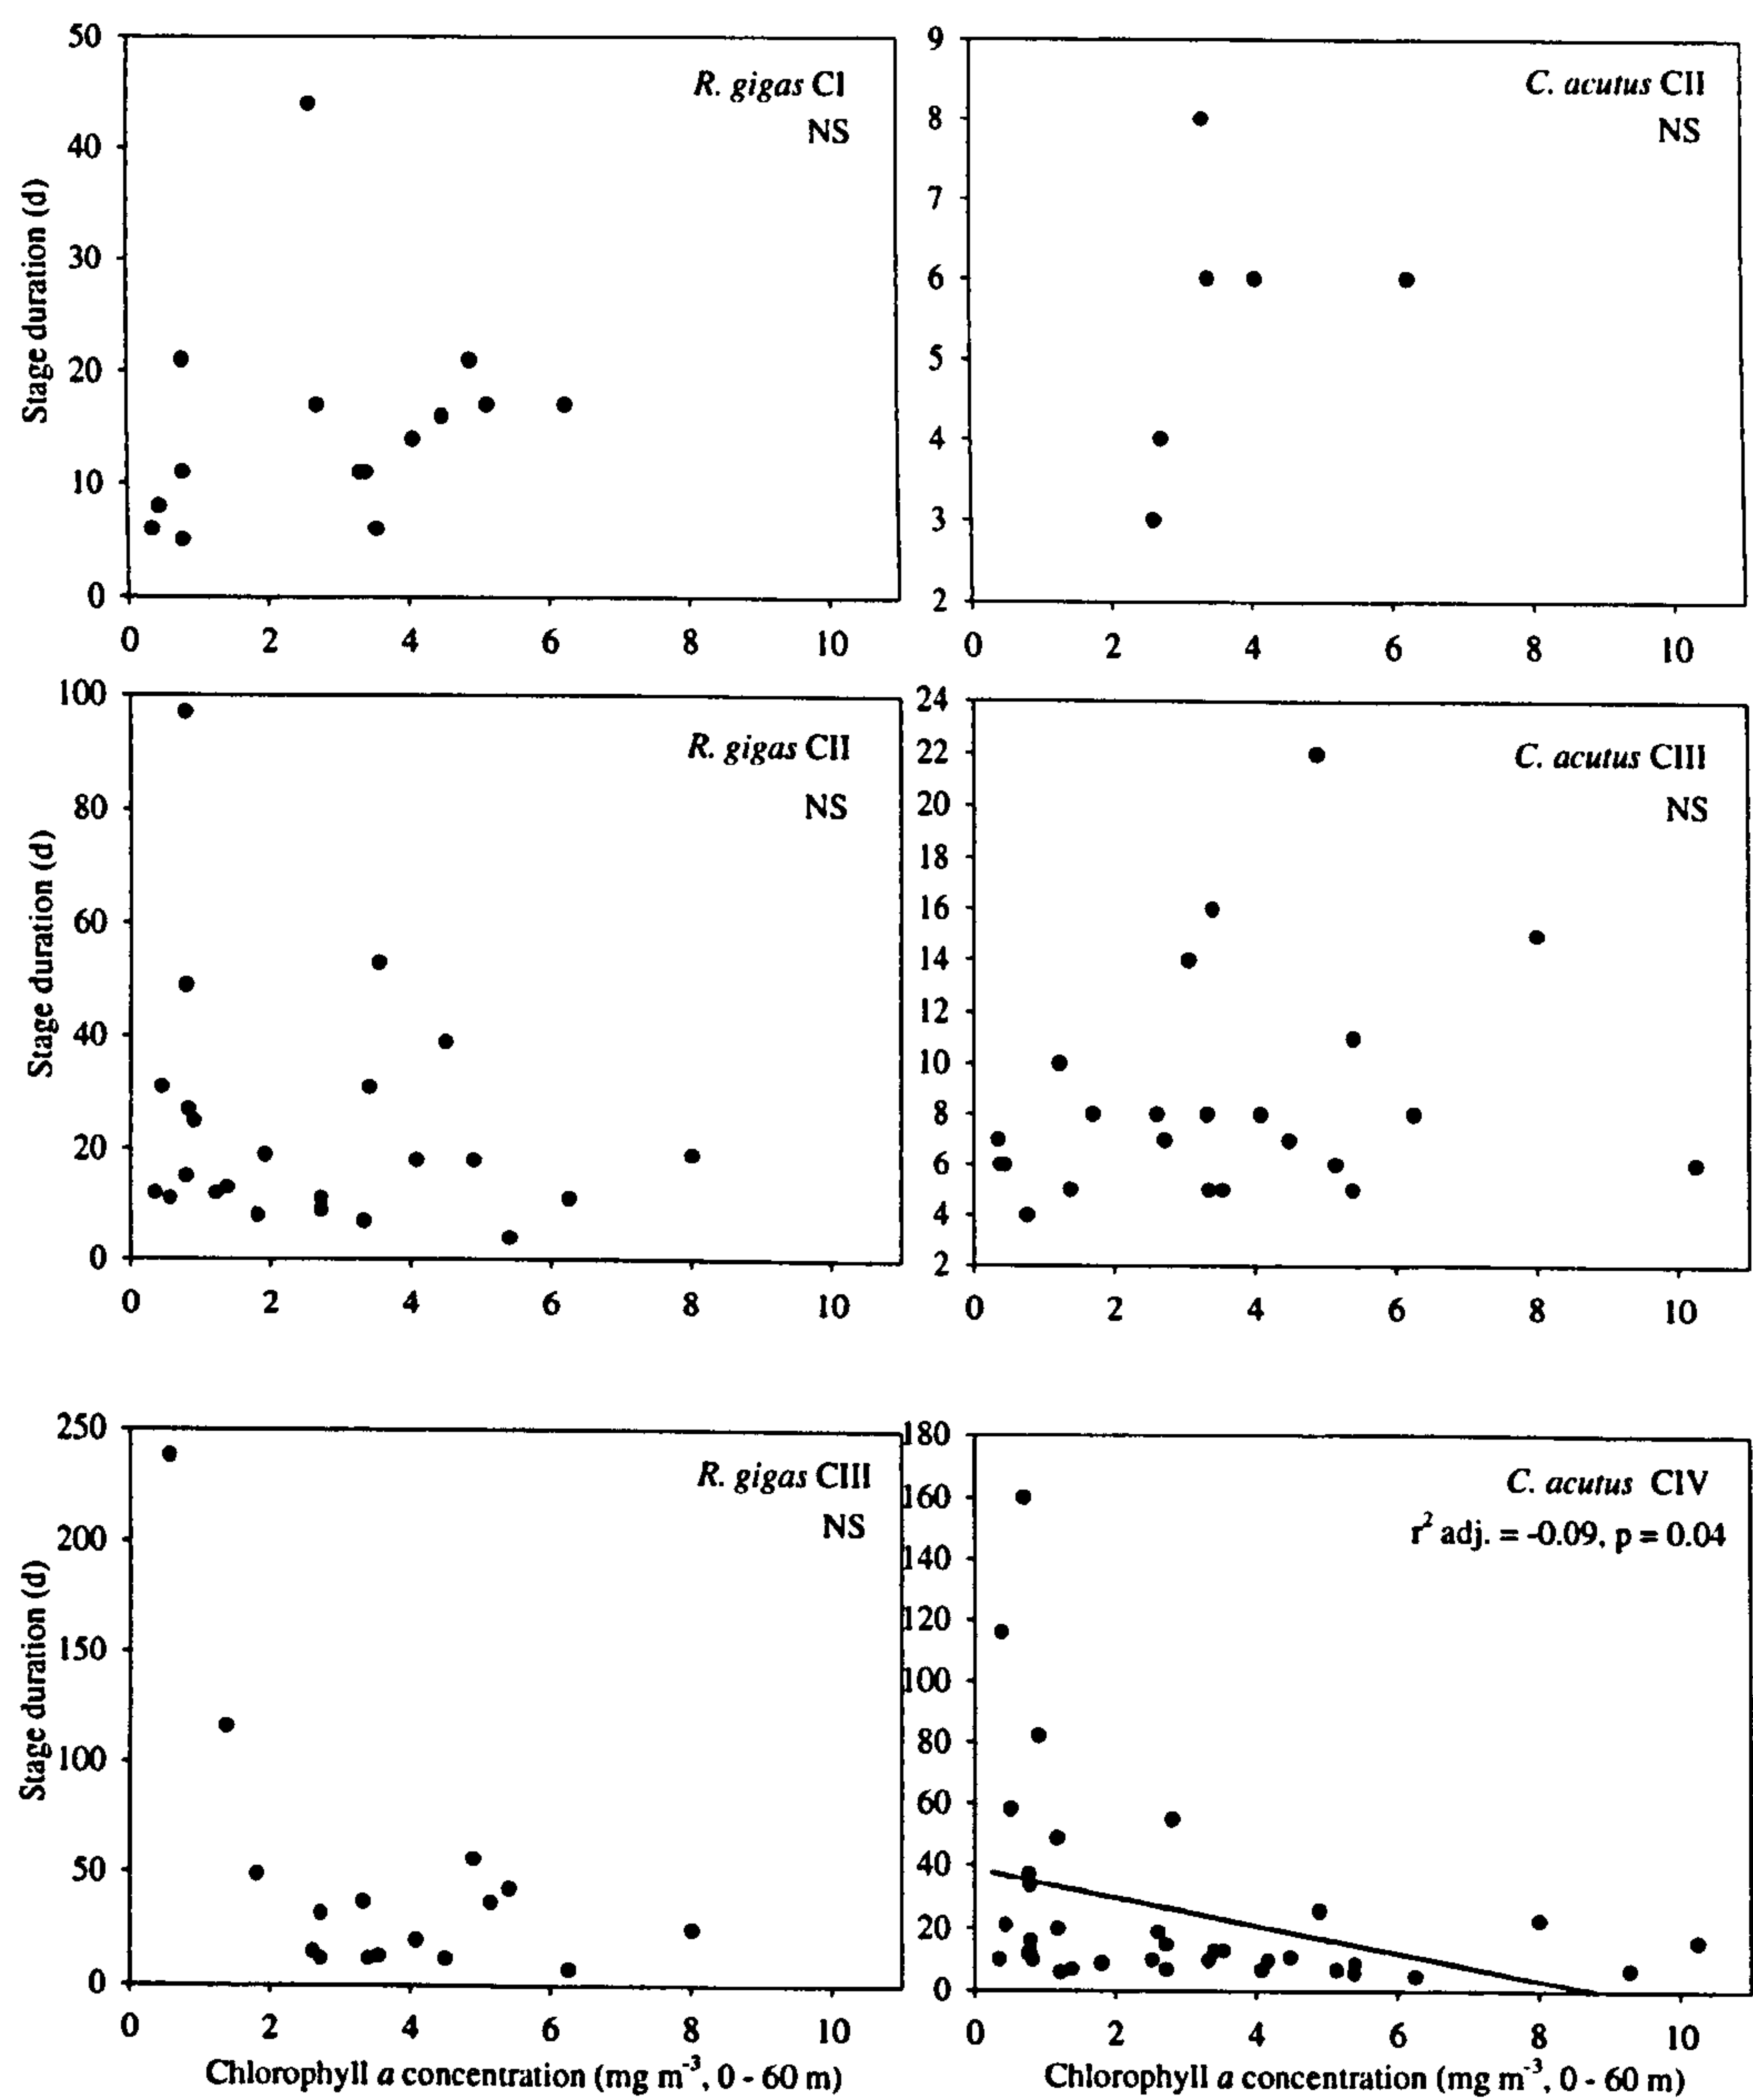 50
40
30
20
10
0
Stage duration (d)
R. gigas CI
NS
0 2 4 6 8 10
9
8
7
6
5
4
3
2
C. acutus CII
NS
0 2 4 6 8 10
100
80
60
40
20
0
Stage duration (d)
R. gigas CII
NS
0 2 4 6 8 10
24
22
20
18
16
14
12
10
8
6
4
2
C. acutus CIII
NS
0 2 4 6 8 10
250
200
150
100
50
0
Stage duration (d)
R. gigas CIII
NS
0 2 4 6 8 10
Chlorophyll a concentration (mg m⁻³, 0 - 60 m)
180
160
140
120
100
80
60
40
20
0
C. acutus CIV
r² adj. = -0.09, p = 0.04
0 2 4 6 8 10
Chlorophyll a concentration (mg m⁻³, 0 - 60 m)